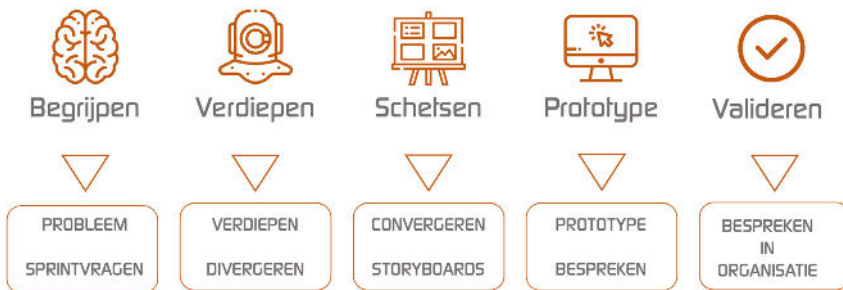 Begrijpen
Verdiepen
Schetsen
Prototype
Valideren
PROBLEEM
SPRINTVRAGEN
VERDIEPEN
DIVERGEREN
CONVERGEREN
STORYBOARDS
PROTOTYPE
BESPREKEN
BESPREKEN
IN
ORGANISATIE